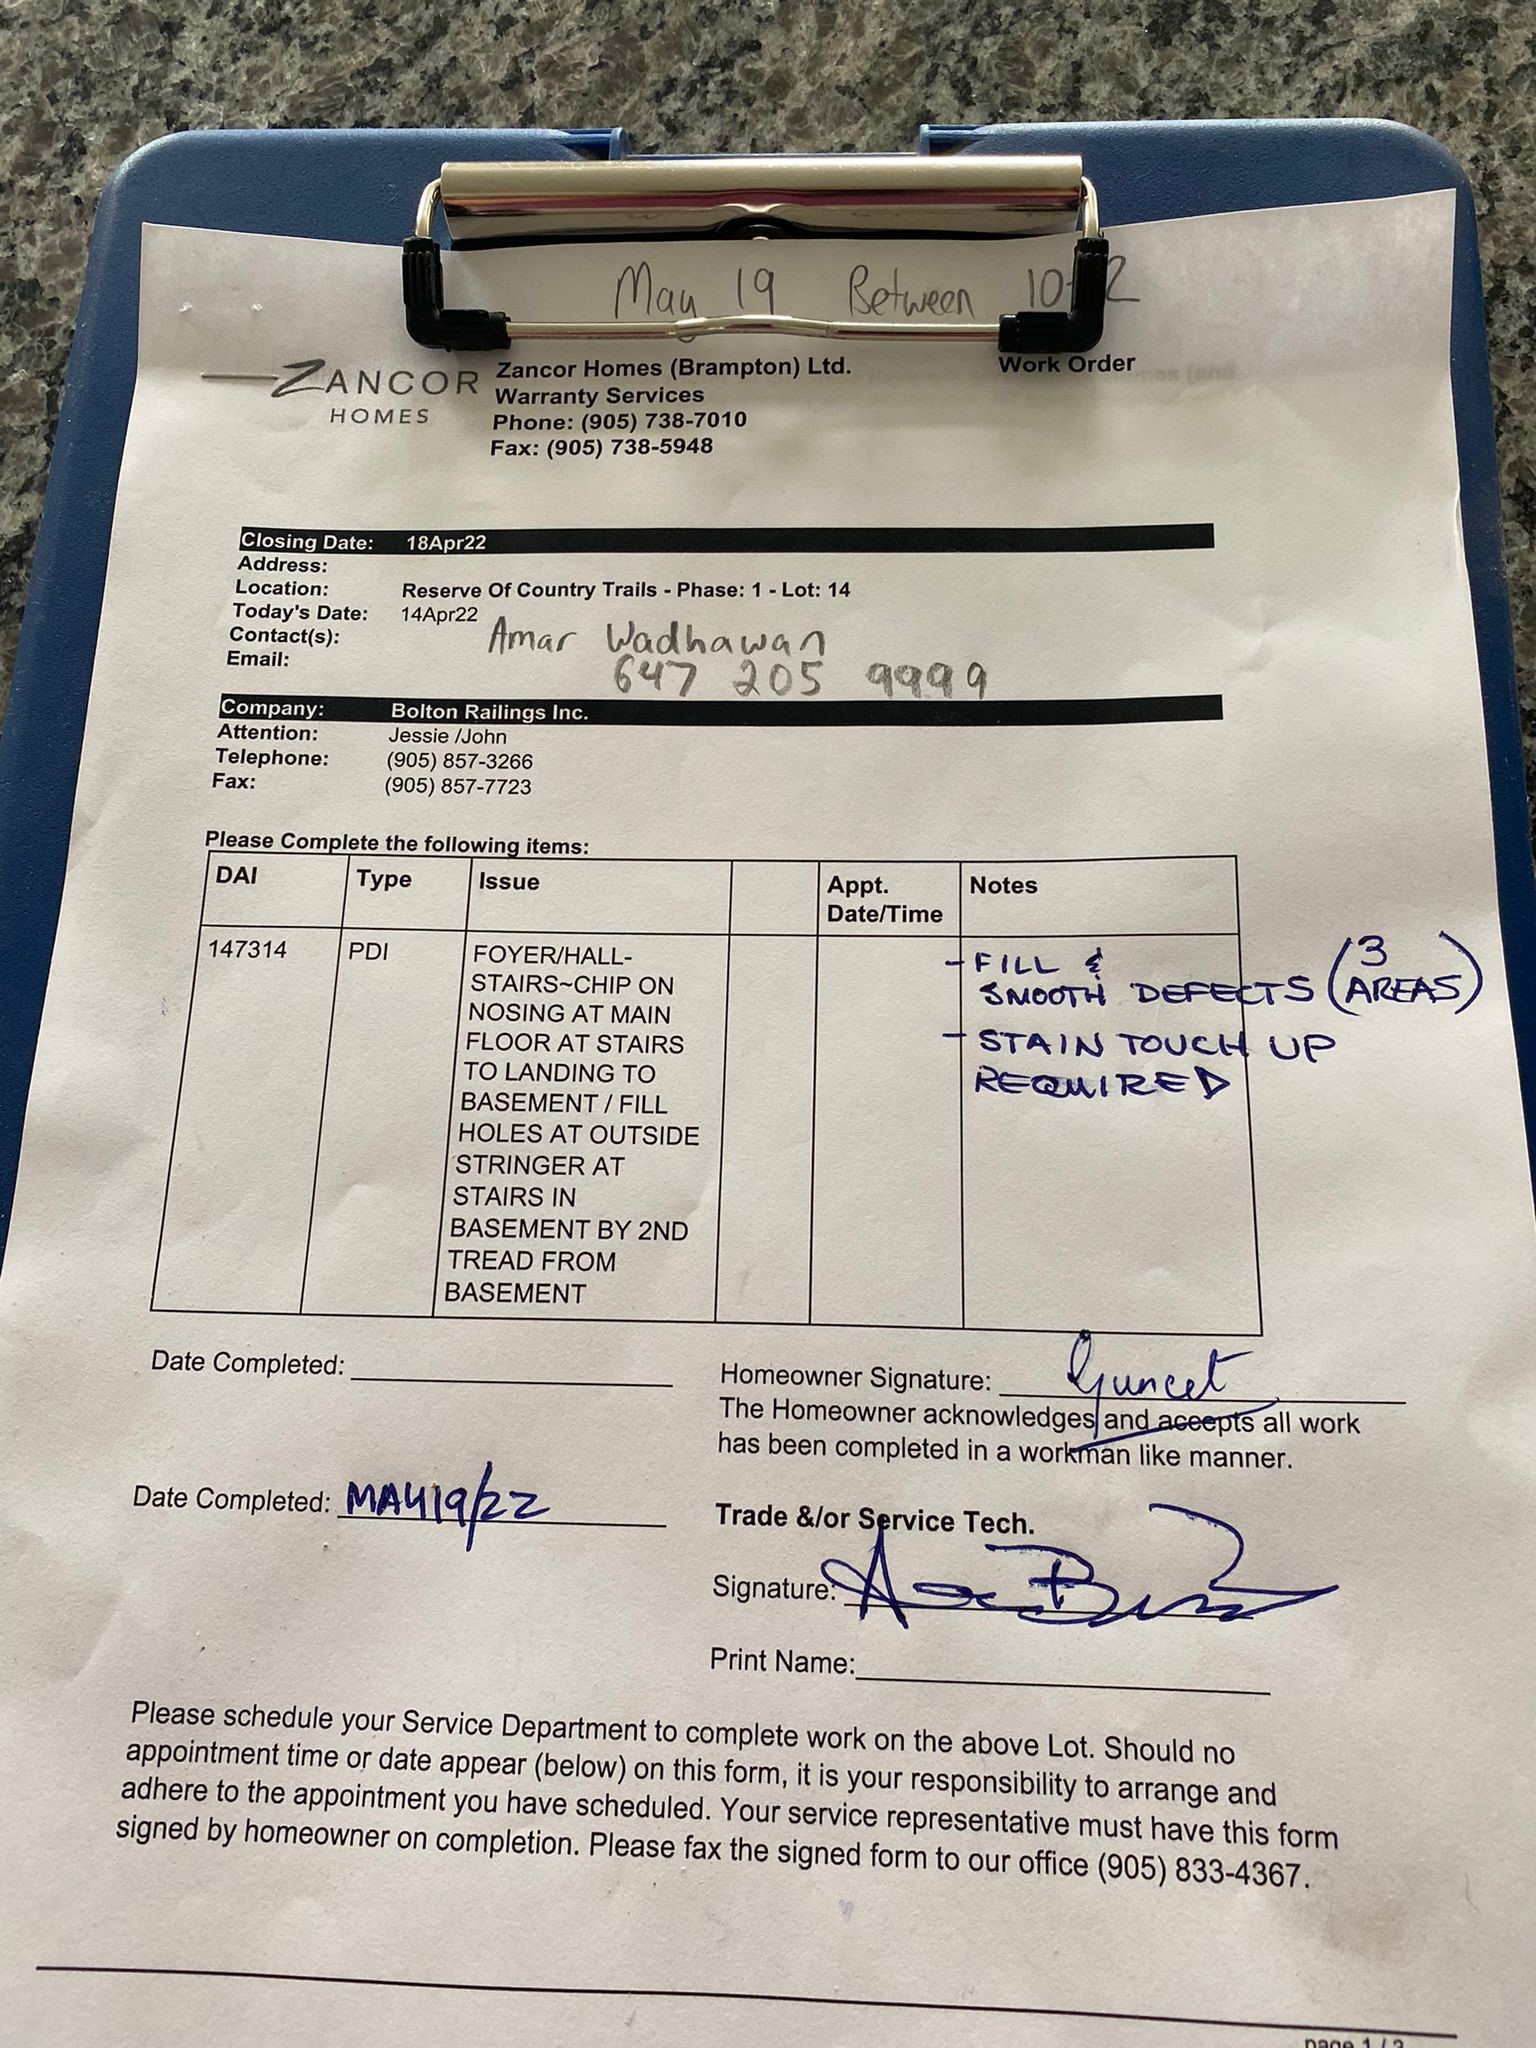 May 19 Between 10-2
ZANCOR
HOMES
Zancor Homes (Brampton) Ltd.
Work Order
Warranty Services
Phone: (905) 738-7010
Fax: (905) 738-5948
Closing Date: 18Apr22
Address:
Location: Reserve Of Country Trails - Phase: 1 - Lot: 14
Today's Date: 14Apr22
Contact(s): Amar Wadhawan
Email: 647 205 9999
Company: Bolton Railings Inc.
Attention: Jessie /John
Telephone: (905) 857-3266
Fax: (905) 857-7723
Please Complete the following items:
DAI Type Issue Appt. Date/Time Notes
147314 PDI
FOYER/HALL-
STAIRS~CHIP ON
NOSING AT MAIN
FLOOR AT STAIRS
TO LANDING TO
BASEMENT / FILL
HOLES AT OUTSIDE
STRINGER AT
STAIRS IN
BASEMENT BY 2ND
TREAD FROM
BASEMENT
- FILL &
SMOOTH DEFECTS (3 AREAS)
- STAIN TOUCH UP
REQUIRED
Date Completed:
Homeowner Signature: Guncet
The Homeowner acknowledges and accepts all work
has been completed in a workman like manner.
Date Completed: MAY19/22
Trade &/or Service Tech.
Signature:
Print Name:
Please schedule your Service Department to complete work on the above Lot. Should no
appointment time or date appear (below) on this form, it is your responsibility to arrange and
adhere to the appointment you have scheduled. Your service representative must have this form
signed by homeowner on completion. Please fax the signed form to our office (905) 833-4367.